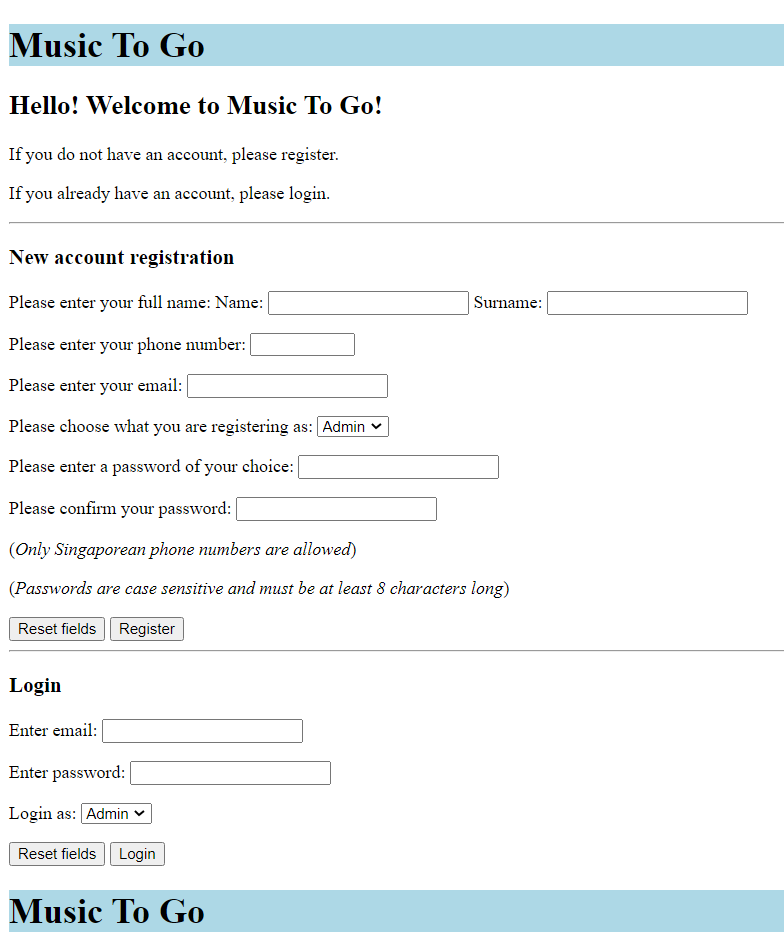 Music To Go
Hello! Welcome to Music To Go!
If you do not have an account, please register.
If you already have an account, please login.
New account registration
Please enter your full name: Name: Surname:
Please enter your phone number:
Please enter your email:
Please choose what you are registering as: Admin
Please enter a password of your choice:
Please confirm your password:
(Only Singaporean phone numbers are allowed)
(Passwords are case sensitive and must be at least 8 characters long)
Reset fields Register
Login
Enter email:
Enter password:
Login as: Admin
Reset fields Login
Music To Go